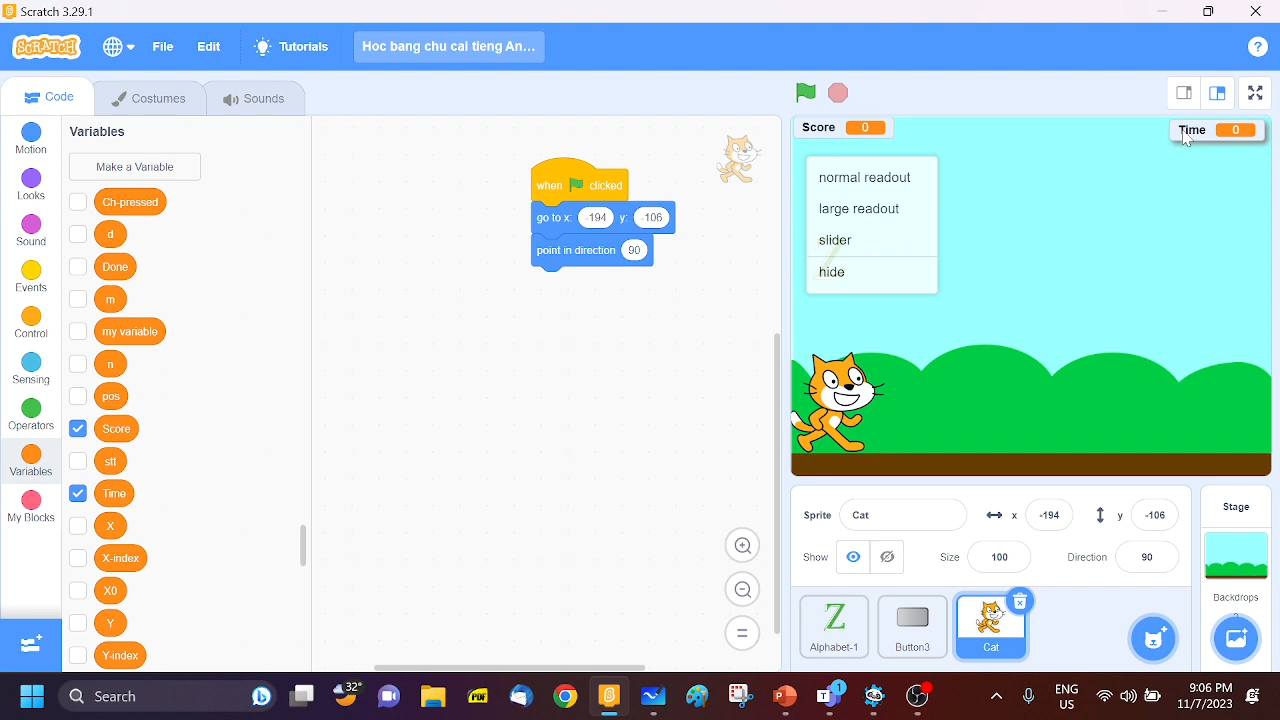 Scratch 3.29.1
SCRATCH File Edit Tutorials Hoc bang chu cai tieng An...
?
Code Costumes Sounds
Motion
Looks
Sound
Events
Control
Sensing
Operators
Variables
My Blocks
Variables
Make a Variable
Ch-pressed
d
Done
m
my variable
n
pos
Score
stt
Time
X
X-index
X0
Y
Y-index
when clicked
go to x: -194 y: -106
point in direction 90
Score 0
Time 0
normal readout
large readout
slider
hide
Sprite Cat x -194 y -106
Show Size 100 Direction 90
Z
Alphabet-1 Button3 Cat
Stage
Backdrops
Search
32°
PDF
1
ENG
US
9:06 PM
11/7/2023